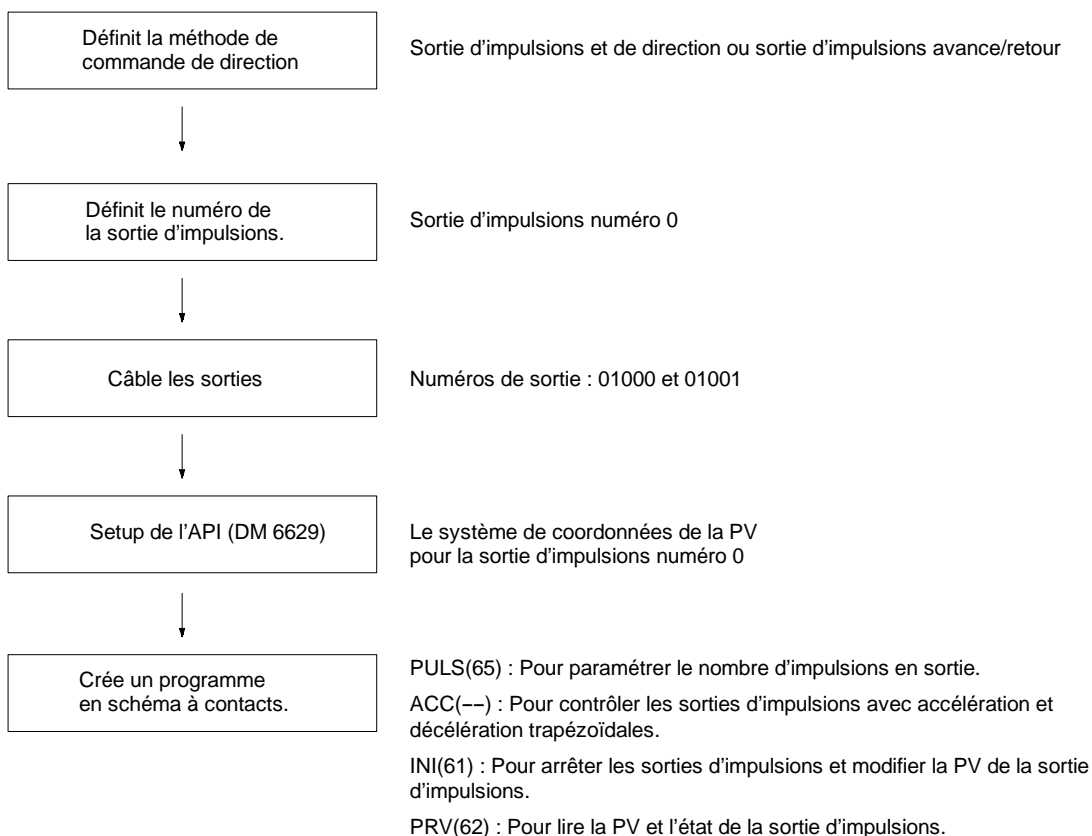 Définit la méthode de
commande de direction
Sortie d'impulsions et de direction ou sortie d'impulsions avance/retour
Définit le numéro de
la sortie d'impulsions.
Sortie d'impulsions numéro 0
Câble les sorties
Numéros de sortie : 01000 et 01001
Setup de l'API (DM 6629)
Le système de coordonnées de la PV
pour la sortie d'impulsions numéro 0
Crée un programme
en schéma à contacts.
PULS(65) : Pour paramétrer le nombre d'impulsions en sortie.
ACC(--) : Pour contrôler les sorties d'impulsions avec accélération et
décélération trapézoïdales.
INI(61) : Pour arrêter les sorties d'impulsions et modifier la PV de la sortie
d'impulsions.
PRV(62) : Pour lire la PV et l'état de la sortie d'impulsions.